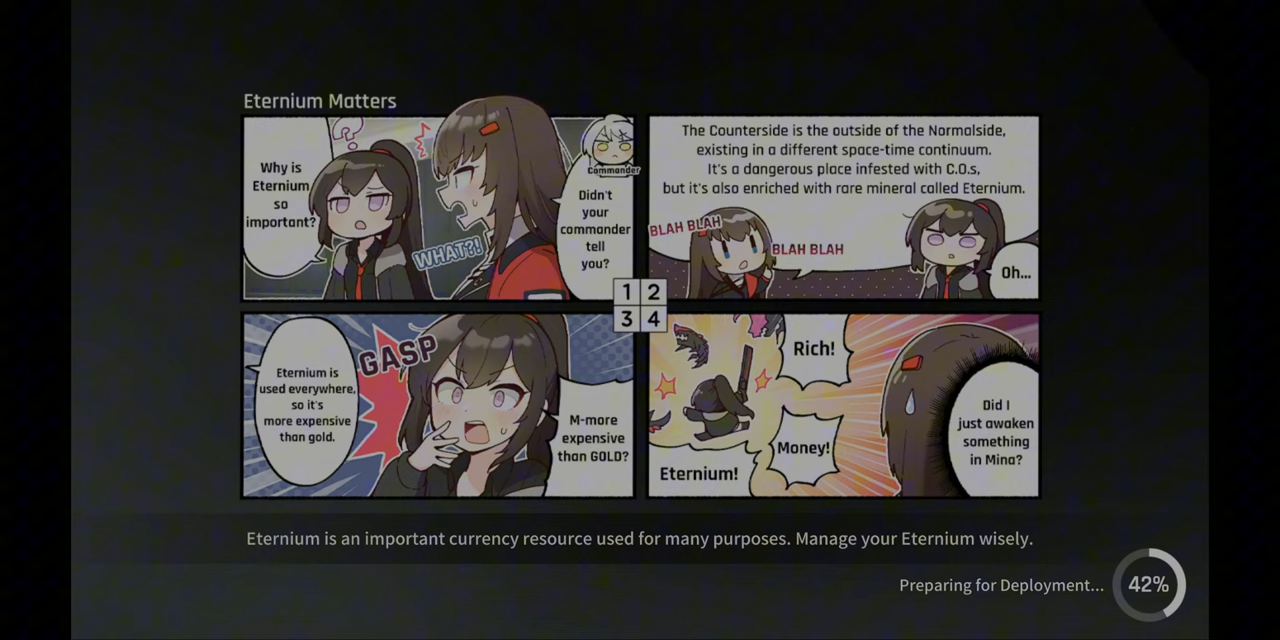 Eternium Matters
Why is
Eternium
so
important?
?
WHAT?!
Commander
Didn't
your
commander
tell
you?
The Counterside is the outside of the Normalside,
existing in a different space-time continuum.
It's a dangerous place infested with C.O.s,
but it's also enriched with rare mineral called Eternium.
BLAH BLAH
BLAH BLAH
Oh...
1 2
3 4
Eternium is
used everywhere,
so it's
more expensive
than gold.
GASP
M-more
expensive
than GOLD?
Rich!
Money!
Eternium!
Did I
just awaken
something
in Mina?
Eternium is an important currency resource used for many purposes. Manage your Eternium wisely.
Preparing for Deployment...
42%